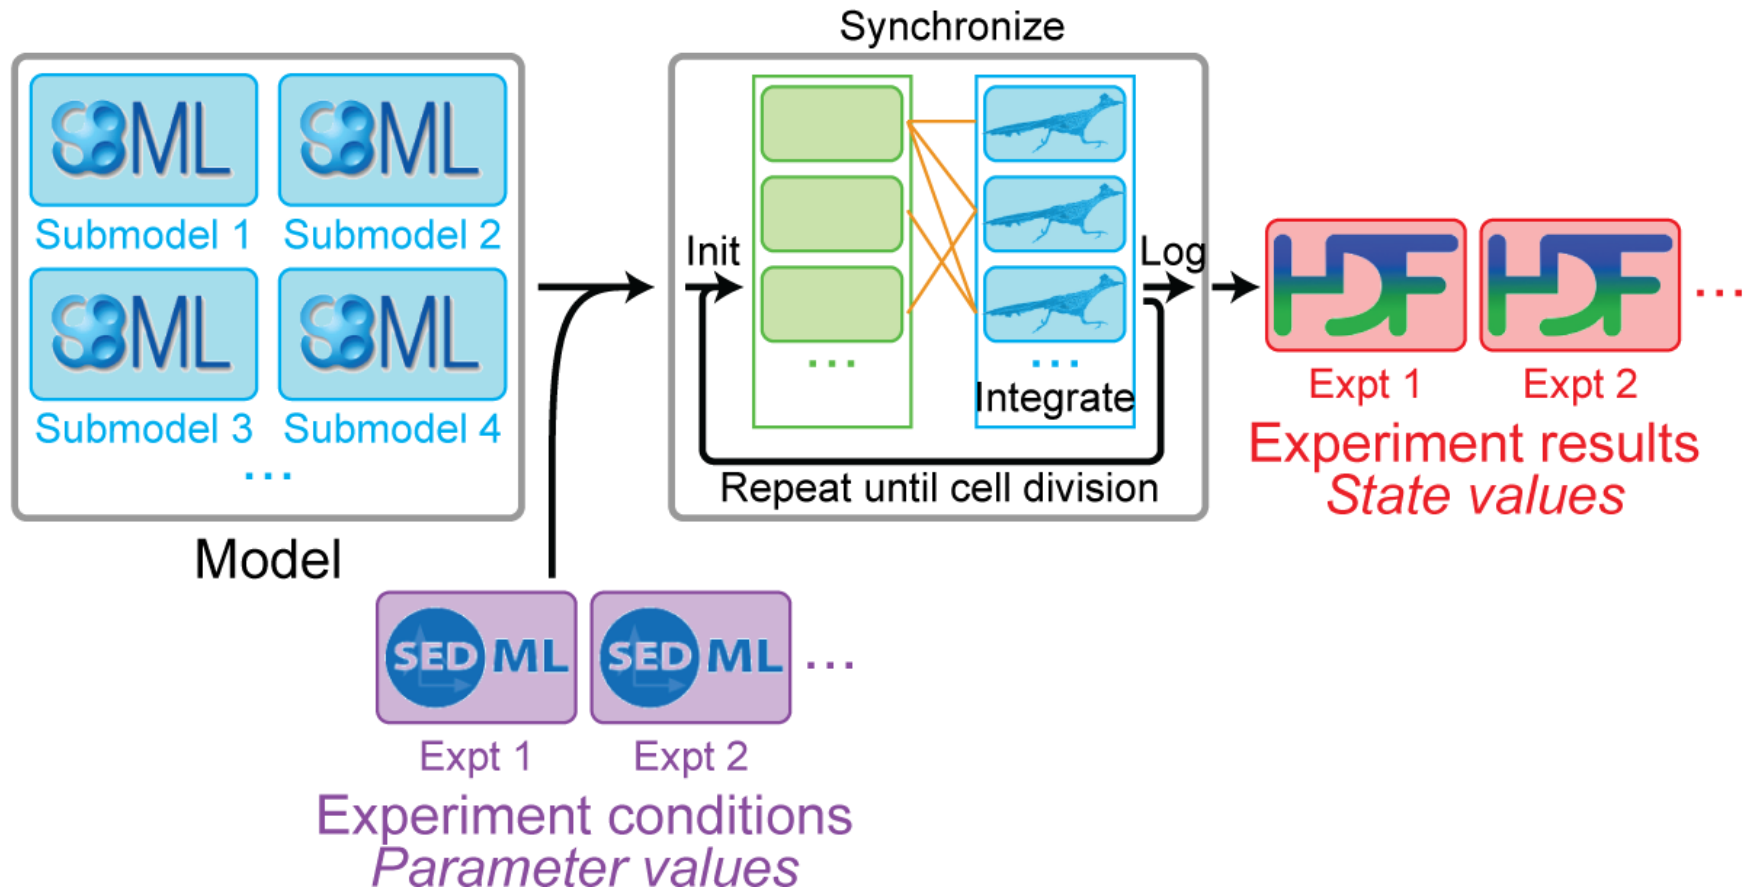 Synchronize
SBML
SBML
Submodel 1
Submodel 2
SBML
SBML
Submodel 3
Submodel 4
...
Model
Init
Log
...
...
Integrate
Repeat until cell division
HDF
HDF
...
Expt 1
Expt 2
Experiment results
State values
SED ML
SED ML
...
Expt 1
Expt 2
Experiment conditions
Parameter values